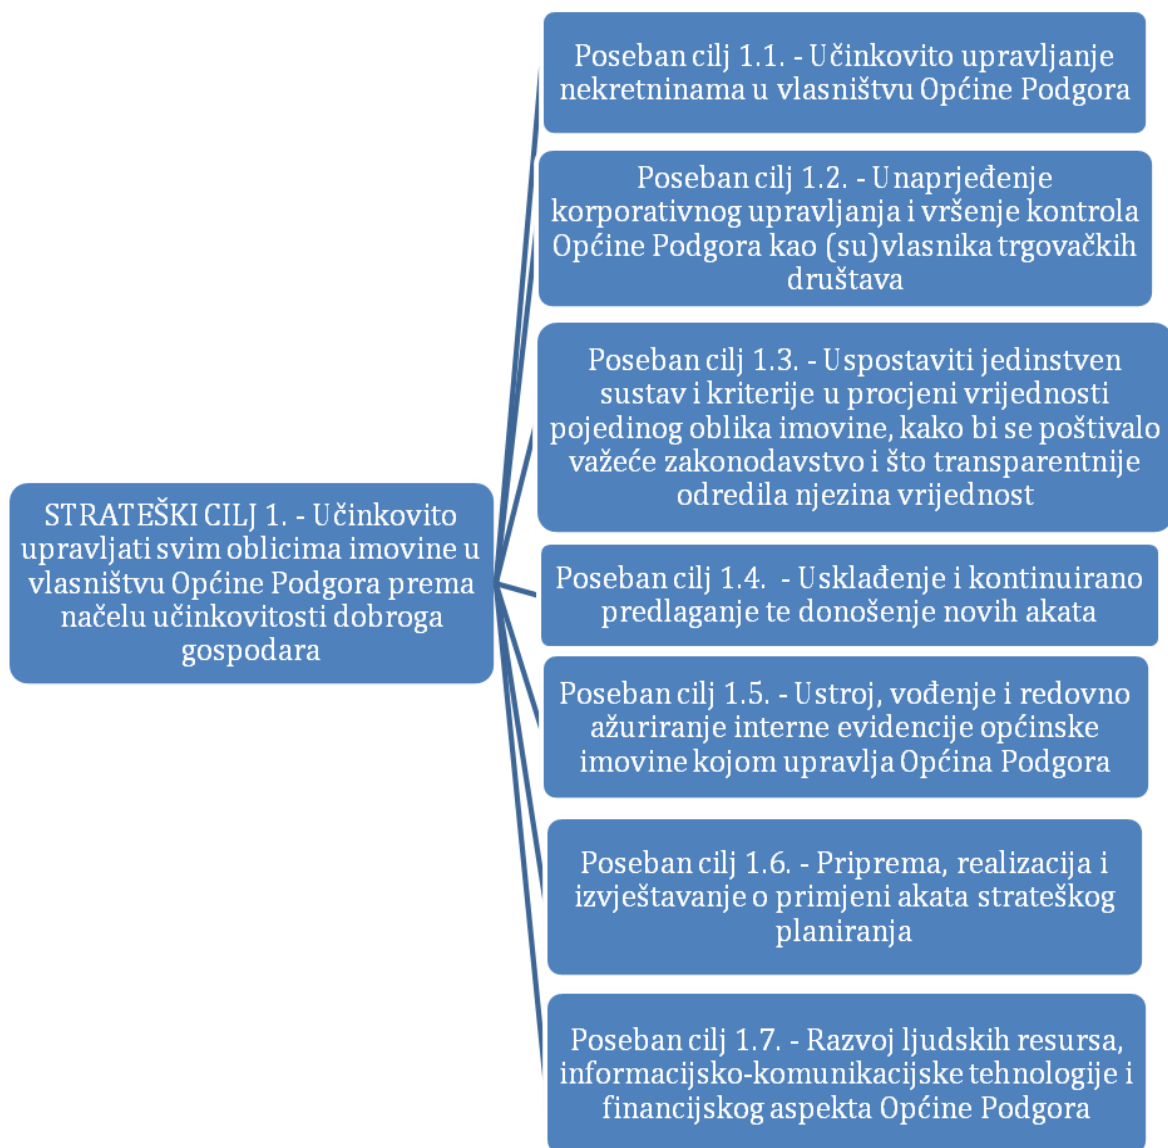 STRATEŠKI CILJ 1. - Učinkovito
upravljati svim oblicima imovine u
vlasništvu Općine Podgora prema
načelu učinkovitosti dobroga
gospodara
Poseban cilj 1.1. - Učinkovito upravljanje
nekretninama u vlasništvu Općine Podgora
Poseban cilj 1.2. - Unaprjeđenje
korporativnog upravljanja i vršenje kontrola
Općine Podgora kao (su)vlasnika trgovačkih
društava
Poseban cilj 1.3. - Uspostaviti jedinstven
sustav i kriterije u procjeni vrijednosti
pojedinog oblika imovine, kako bi se poštivalo
važeće zakonodavstvo i što transparentnije
odredila njezina vrijednost
Poseban cilj 1.4. - Usklađenje i kontinuirano
predlaganje te donošenje novih akata
Poseban cilj 1.5. - Ustroj, vođenje i redovno
ažuriranje interne evidencije općinske
imovine kojom upravlja Općina Podgora
Poseban cilj 1.6. - Priprema, realizacija i
izvještavanje o primjeni akata strateškog
planiranja
Poseban cilj 1.7. - Razvoj ljudskih resursa,
informacijsko-komunikacijske tehnologije i
financijskog aspekta Općine Podgora